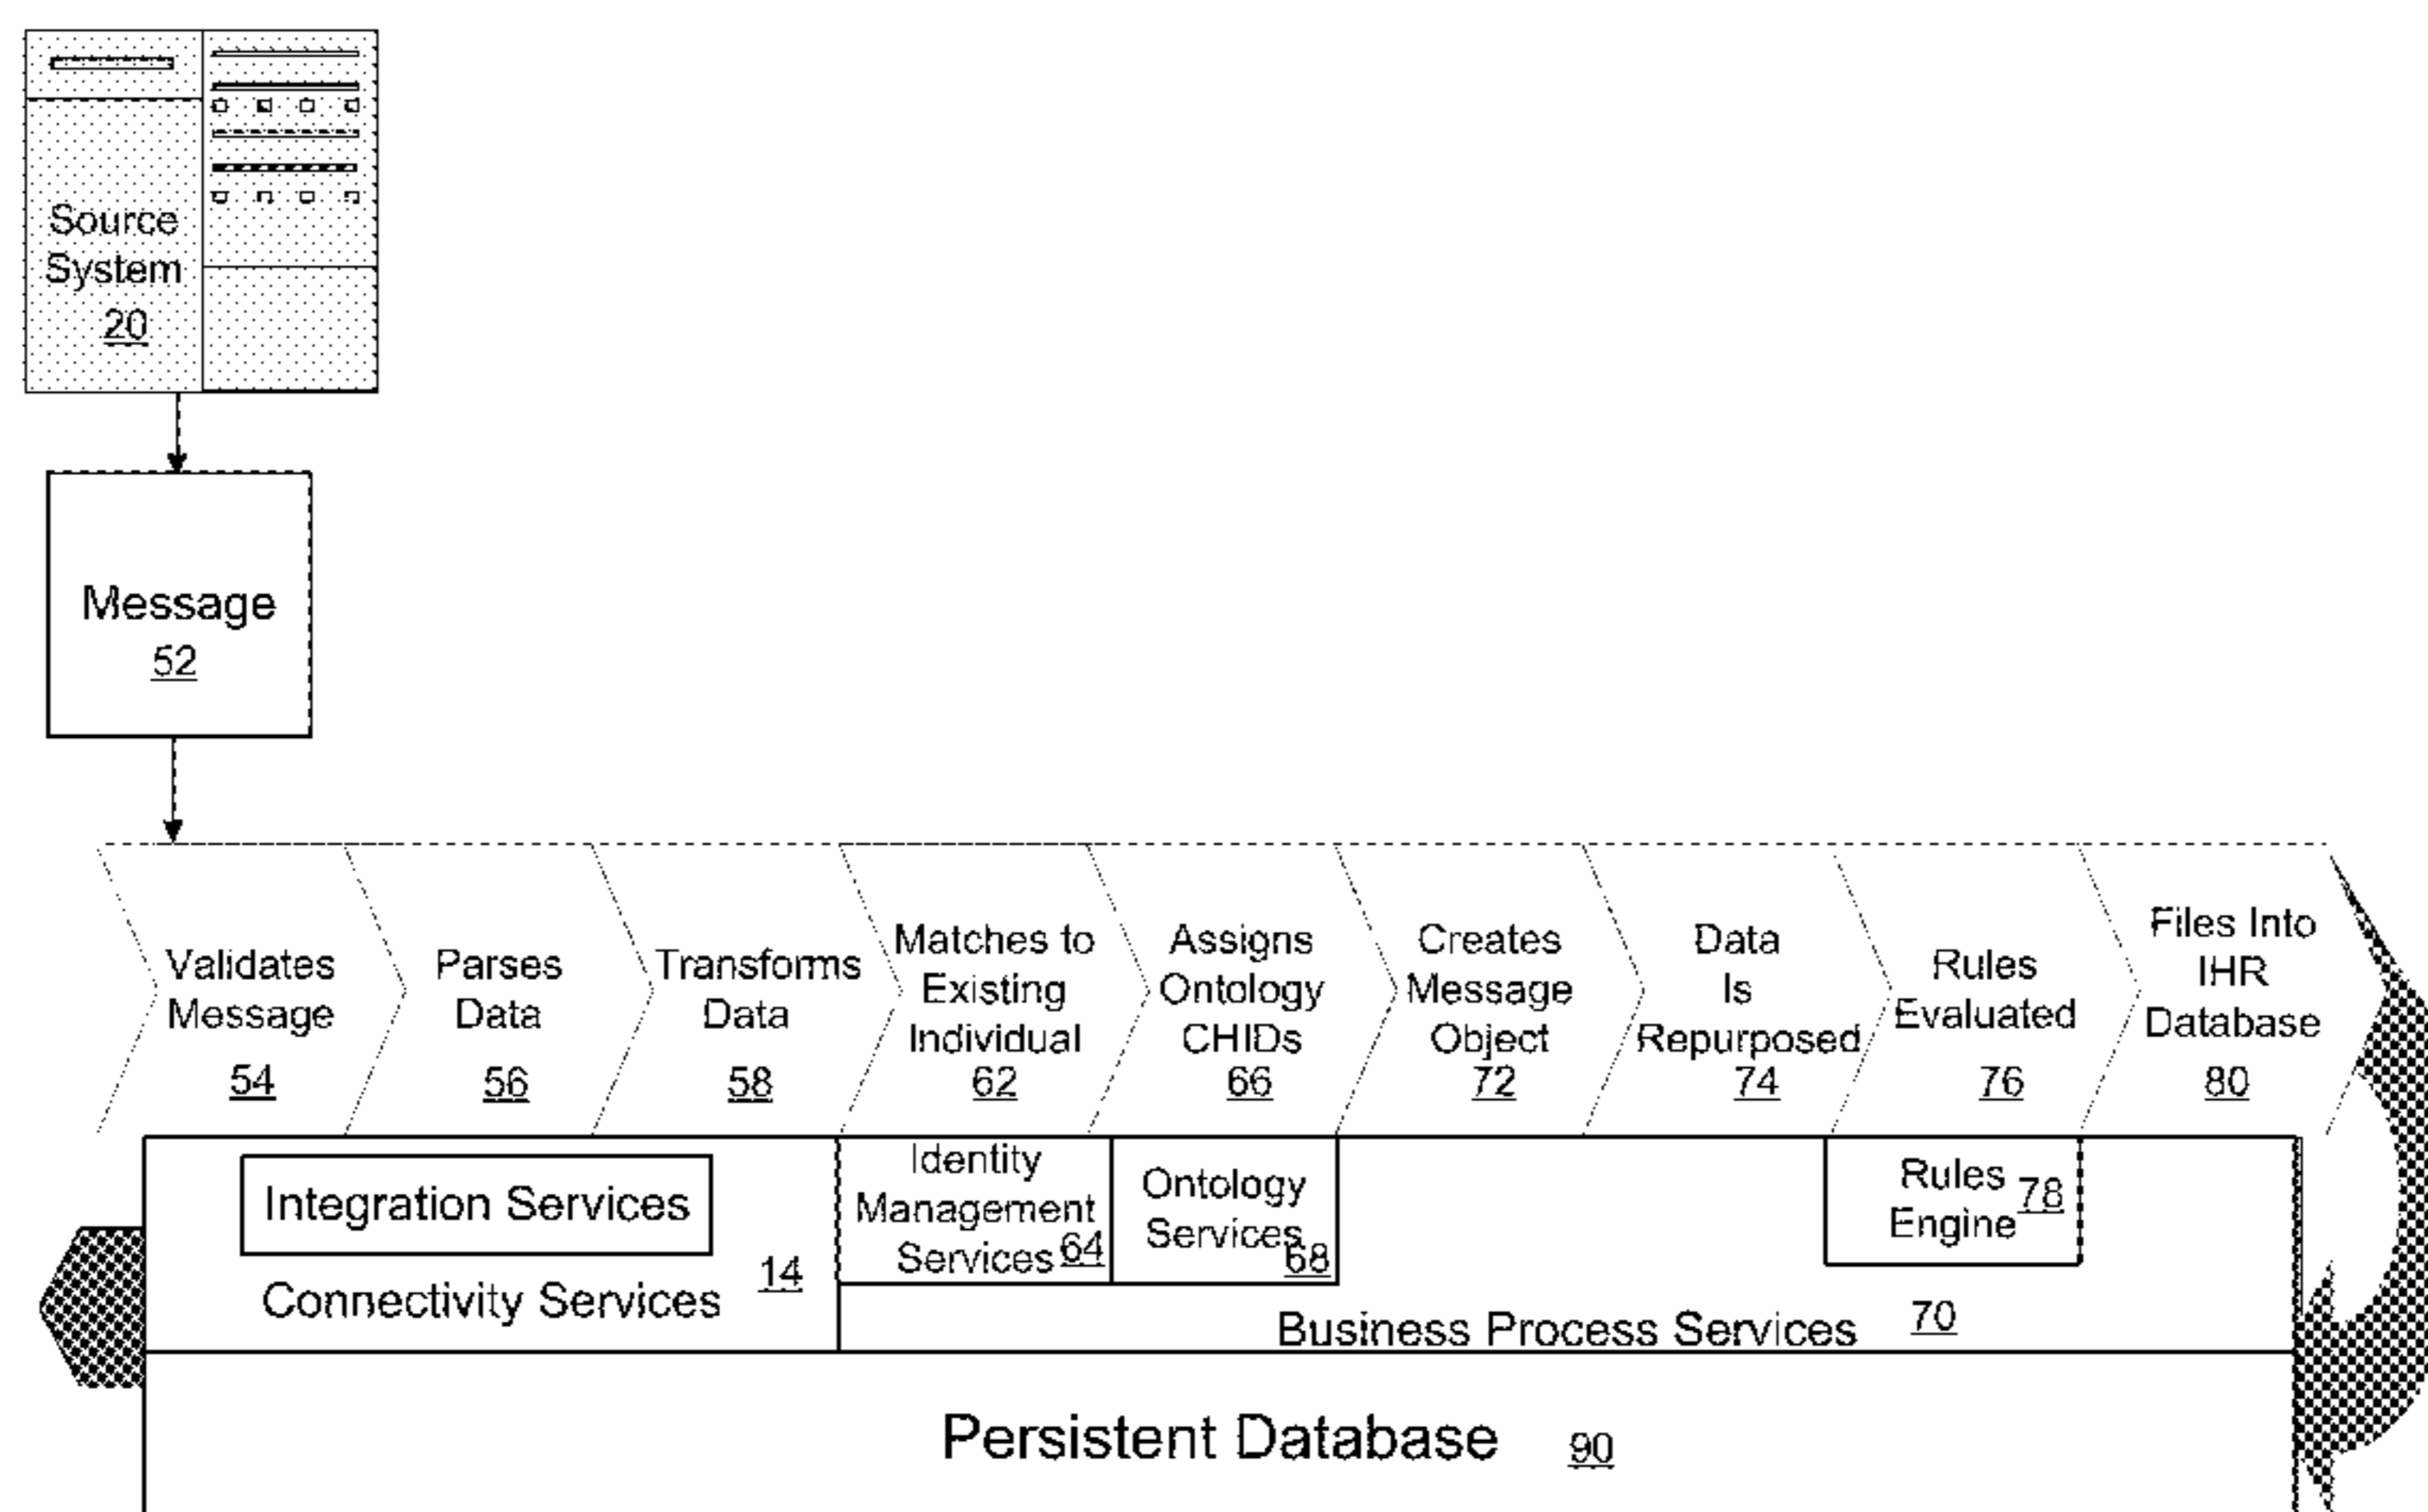 Source
System
20
Message
52
Validates
Message
54
Parses
Data
56
Transforms
Data
58
Matches to
Existing
Individual
62
Assigns
Ontology
CHIDs
66
Creates
Message
Object
72
Data
Is
Repurposed
74
Rules
Evaluated
76
Files Into
IHR
Database
80
Integration Services
Connectivity Services
14
Identity
Management
Services 64
Ontology
Services
68
Rules
Engine 78
Business Process Services 70
Persistent Database 90